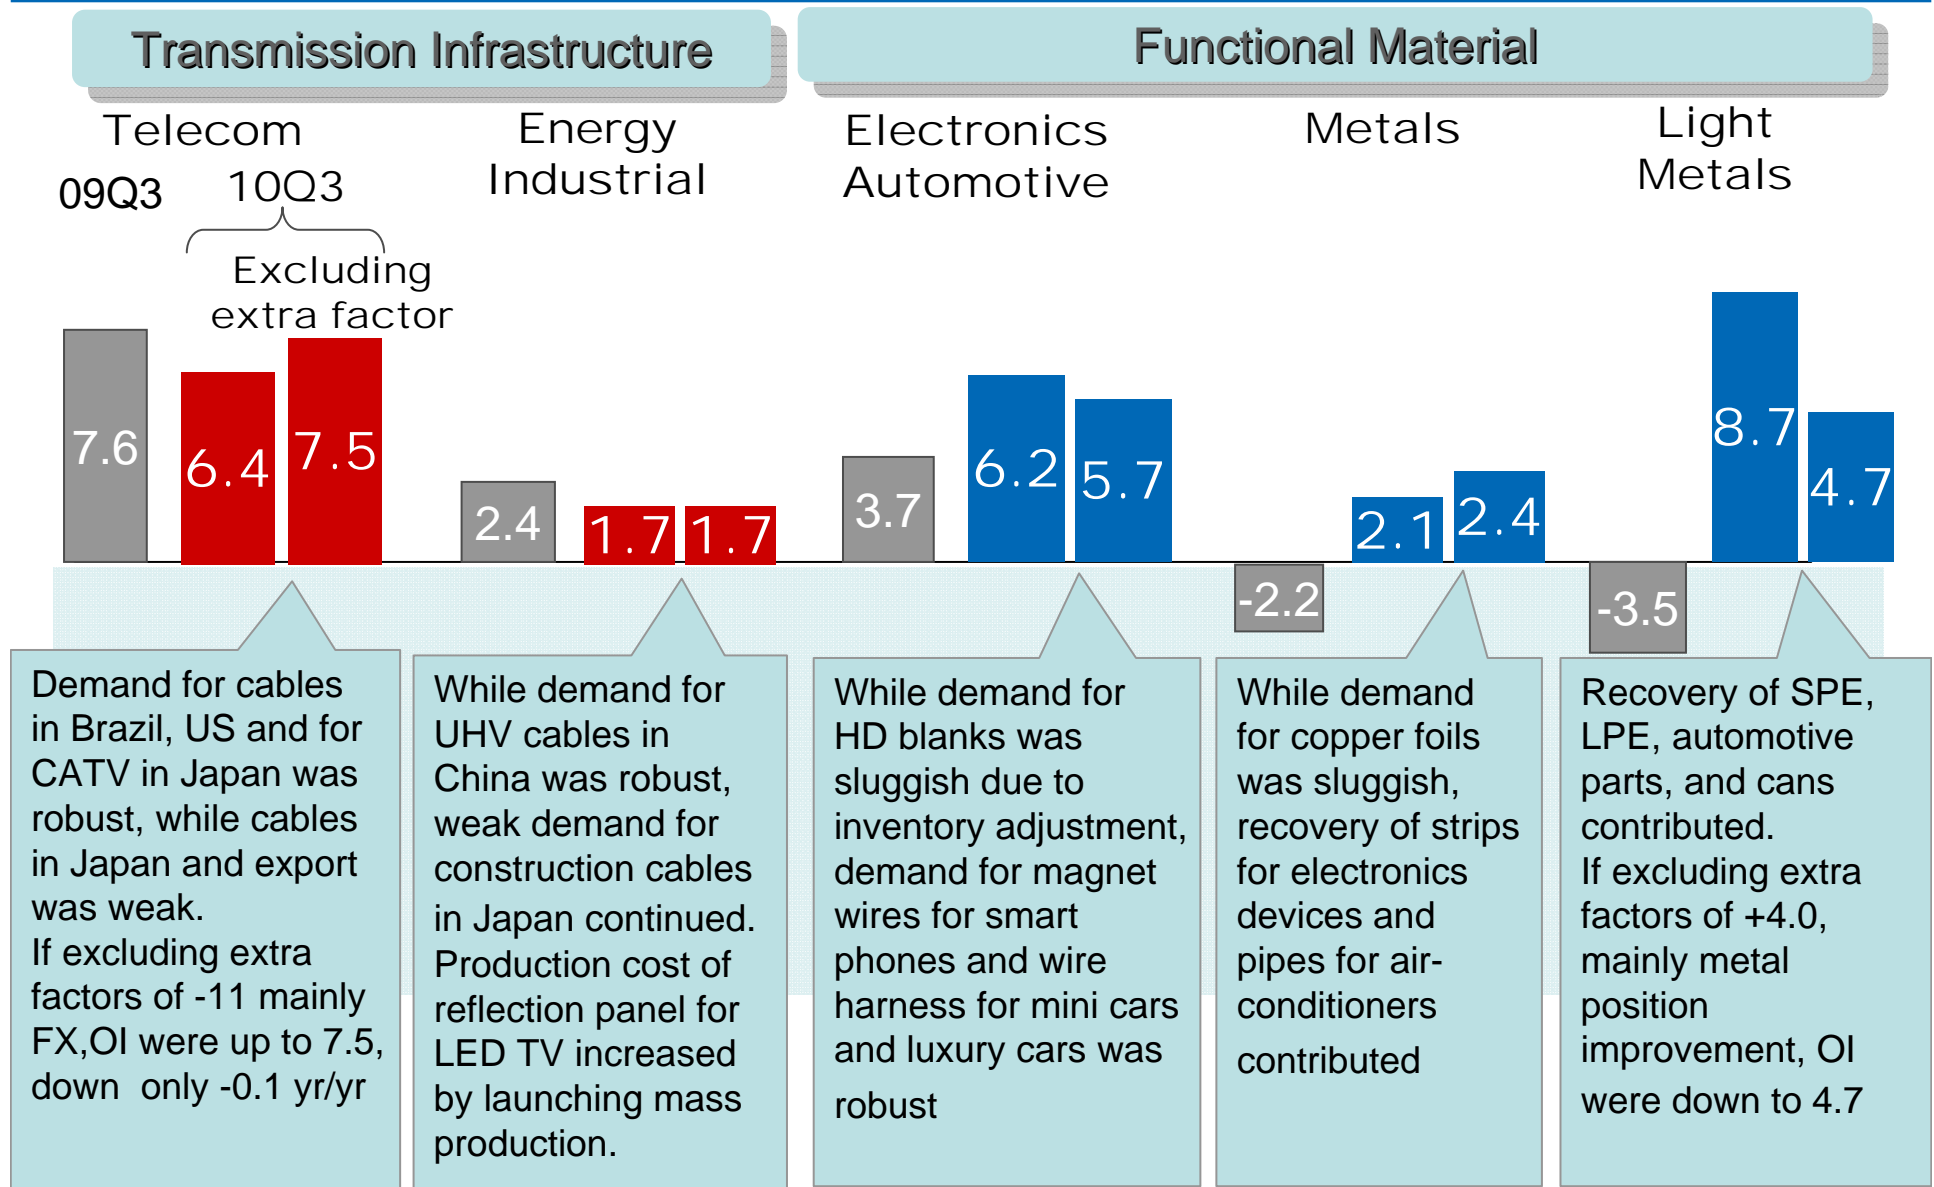 Transmission Infrastructure
Functional Material
Telecom
09Q3
10Q3
Excluding
extra factor
Energy
Industrial
Electronics
Automotive
Metals
Light
Metals
7.6
6.4
7.5
2.4
1.7
1.7
3.7
6.2
5.7
-2.2
2.1
2.4
-3.5
8.7
4.7
Demand for cables
in Brazil, US and for
CATV in Japan was
robust, while cables
in Japan and export
was weak.
If excluding extra
factors of -11 mainly
FX,OI were up to 7.5,
down only -0.1 yr/yr
While demand for
UHV cables in
China was robust,
weak demand for
construction cables
in Japan continued.
Production cost of
reflection panel for
LED TV increased
by launching mass
production.
While demand for
HD blanks was
sluggish due to
inventory adjustment,
demand for magnet
wires for smart
phones and wire
harness for mini cars
and luxury cars was
robust
While demand
for copper foils
was sluggish,
recovery of strips
for electronics
devices and
pipes for air-
conditioners
contributed
Recovery of SPE,
LPE, automotive
parts, and cans
contributed.
If excluding extra
factors of +4.0,
mainly metal
position
improvement, OI
were down to 4.7